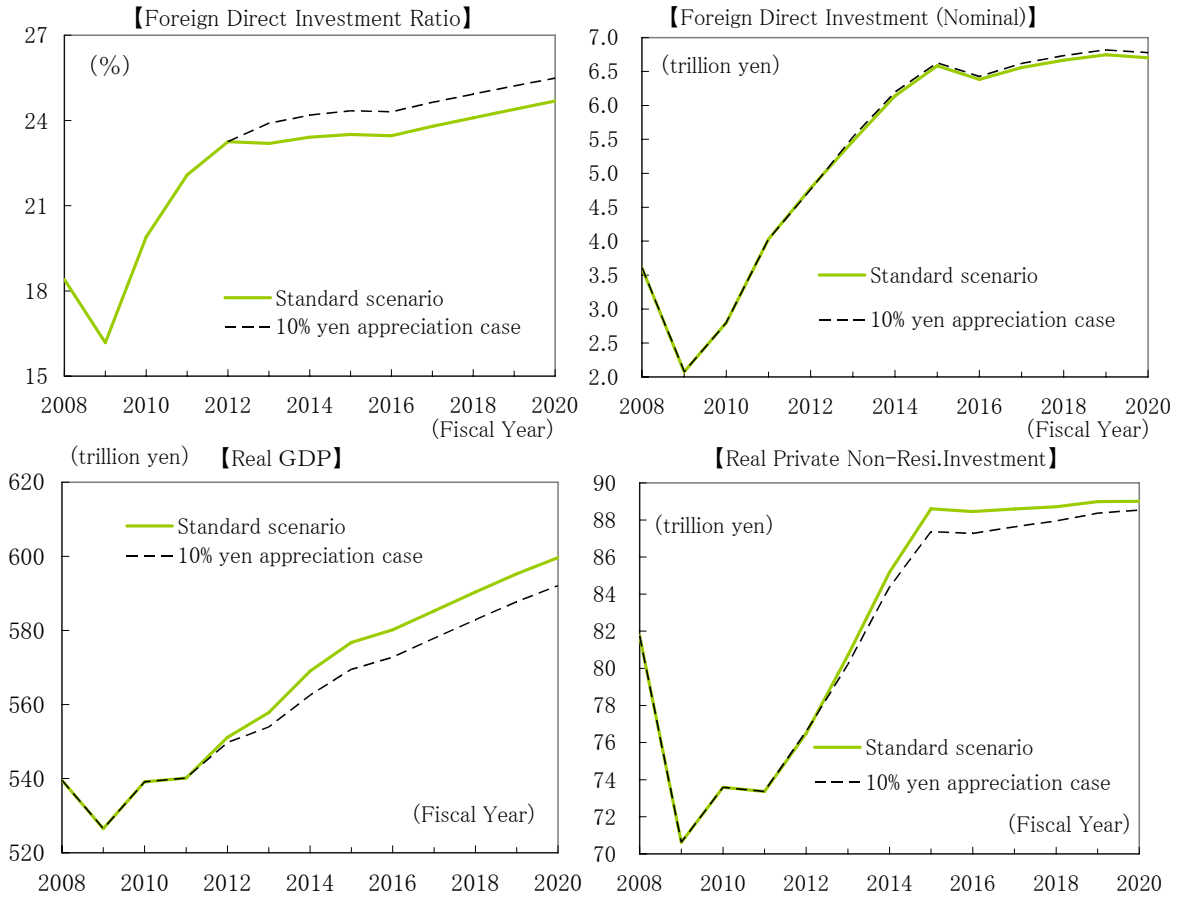 【Foreign Direct Investment Ratio】
27
(%)
24
21
18
Standard scenario
10% yen appreciation case
15
2008 2010 2012 2014 2016 2018 2020
(Fiscal Year)
【Foreign Direct Investment (Nominal)】
7.0
(trillion yen)
6.5
6.0
5.5
5.0
4.5
4.0
3.5
Standard scenario
3.0
10% yen appreciation case
2.5
2.0
2008 2010 2012 2014 2016 2018 2020
(Fiscal Year)
(trillion yen) 【Real GDP】
620
Standard scenario
10% yen appreciation case
600
580
560
540
(Fiscal Year)
520
2008 2010 2012 2014 2016 2018 2020
【Real Private Non-Resi.Investment】
90
(trillion yen)
88
86
84
82
80
78
76
Standard scenario
74
10% yen appreciation case
72
(Fiscal Year)
70
2008 2010 2012 2014 2016 2018 2020